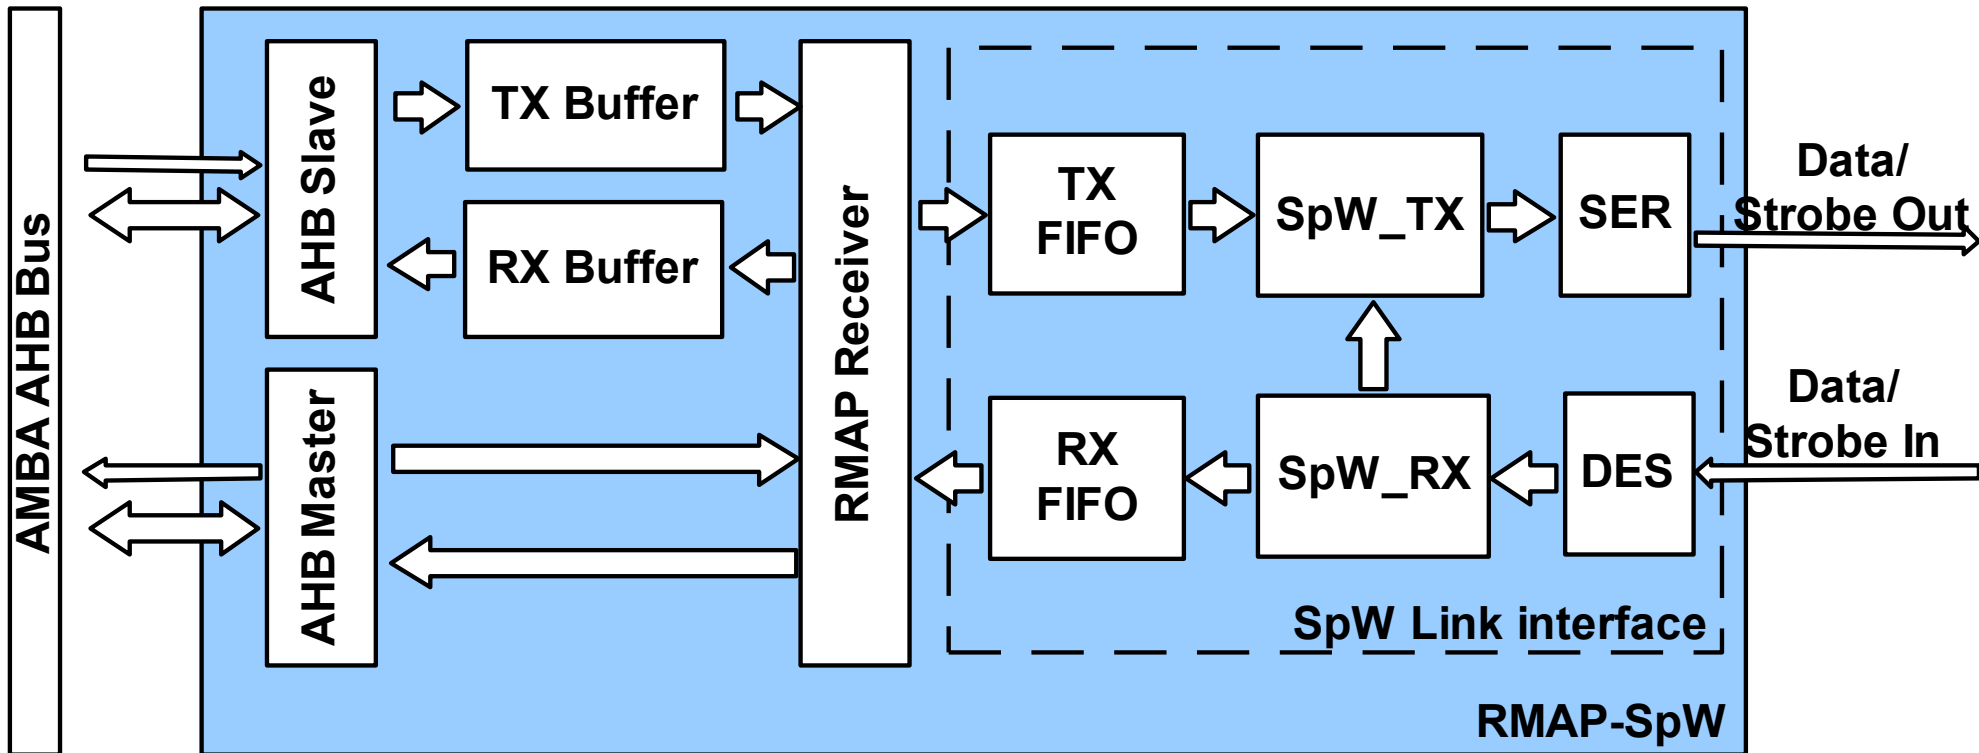 AMBA AHB Bus
AHB Slave
TX Buffer
RX Buffer
AHB Master
RMAP Receiver
TX
FIFO
SpW_TX
SER
Data/
Strobe Out
RX
FIFO
SpW_RX
DES
Data/
Strobe In
SpW Link interface
RMAP-SpW